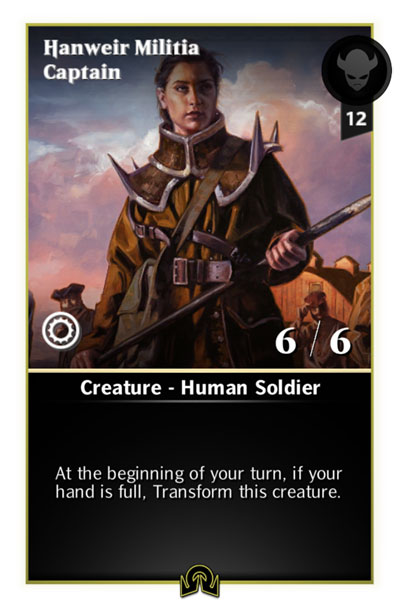 Hanweir Militia
Captain
12
6 / 6
Creature - Human Soldier
At the beginning of your turn, if your
hand is full, Transform this creature.